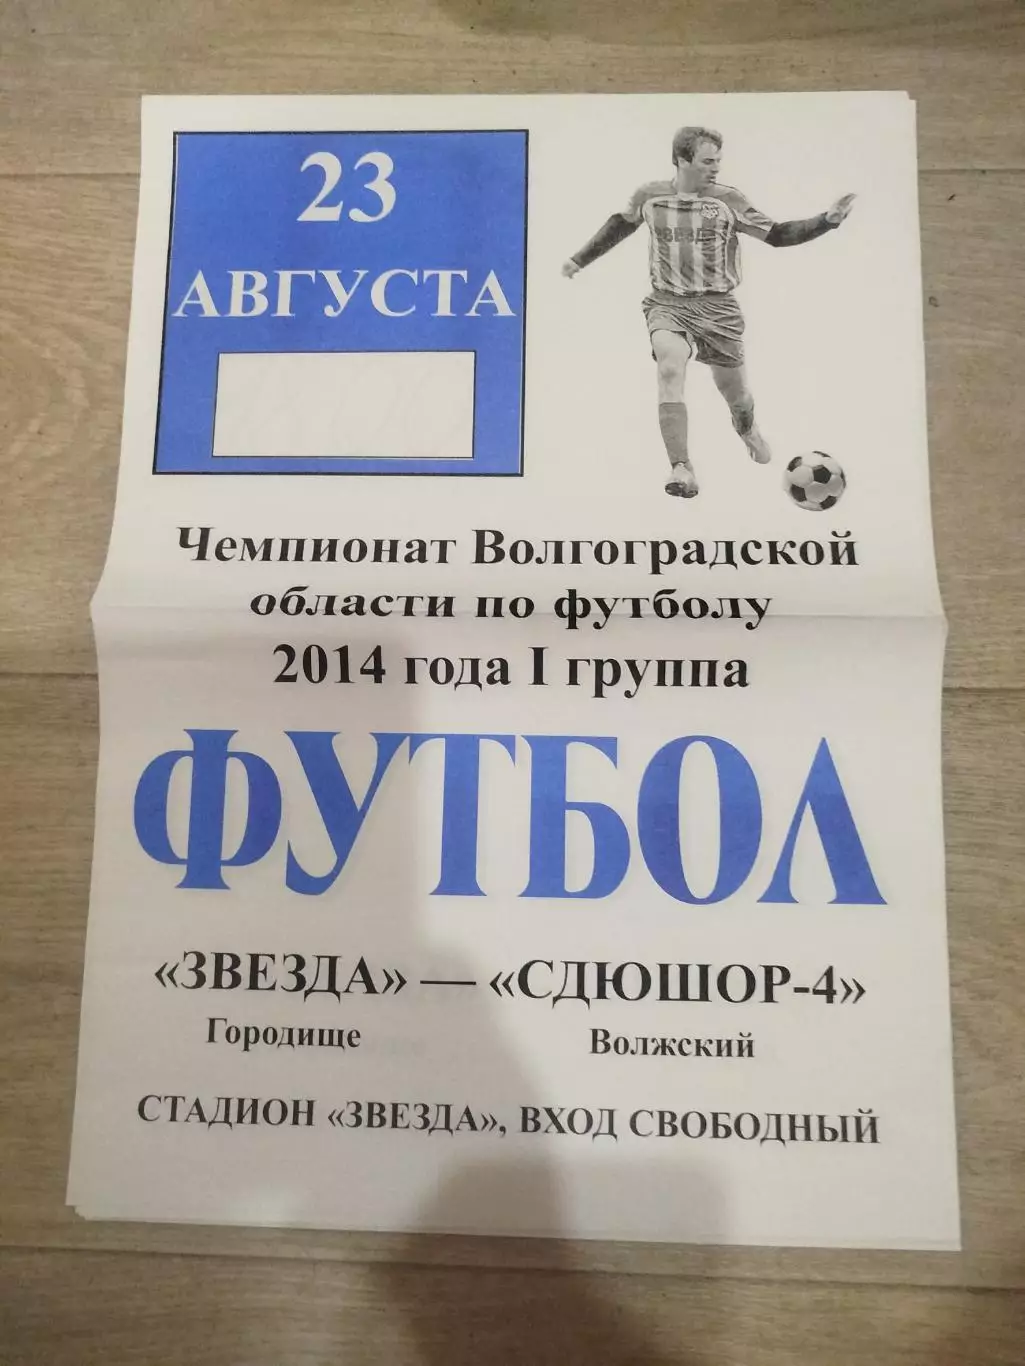 23
АВГУСТА
ЗВЕЗДА
Чемпионат Волгоградской
области по футболу
2014 года I группа
ФУТБОЛ
«ЗВЕЗДА» — «СДЮШОР-4»
Городище Волжский
СТАДИОН «ЗВЕЗДА», ВХОД СВОБОДНЫЙ